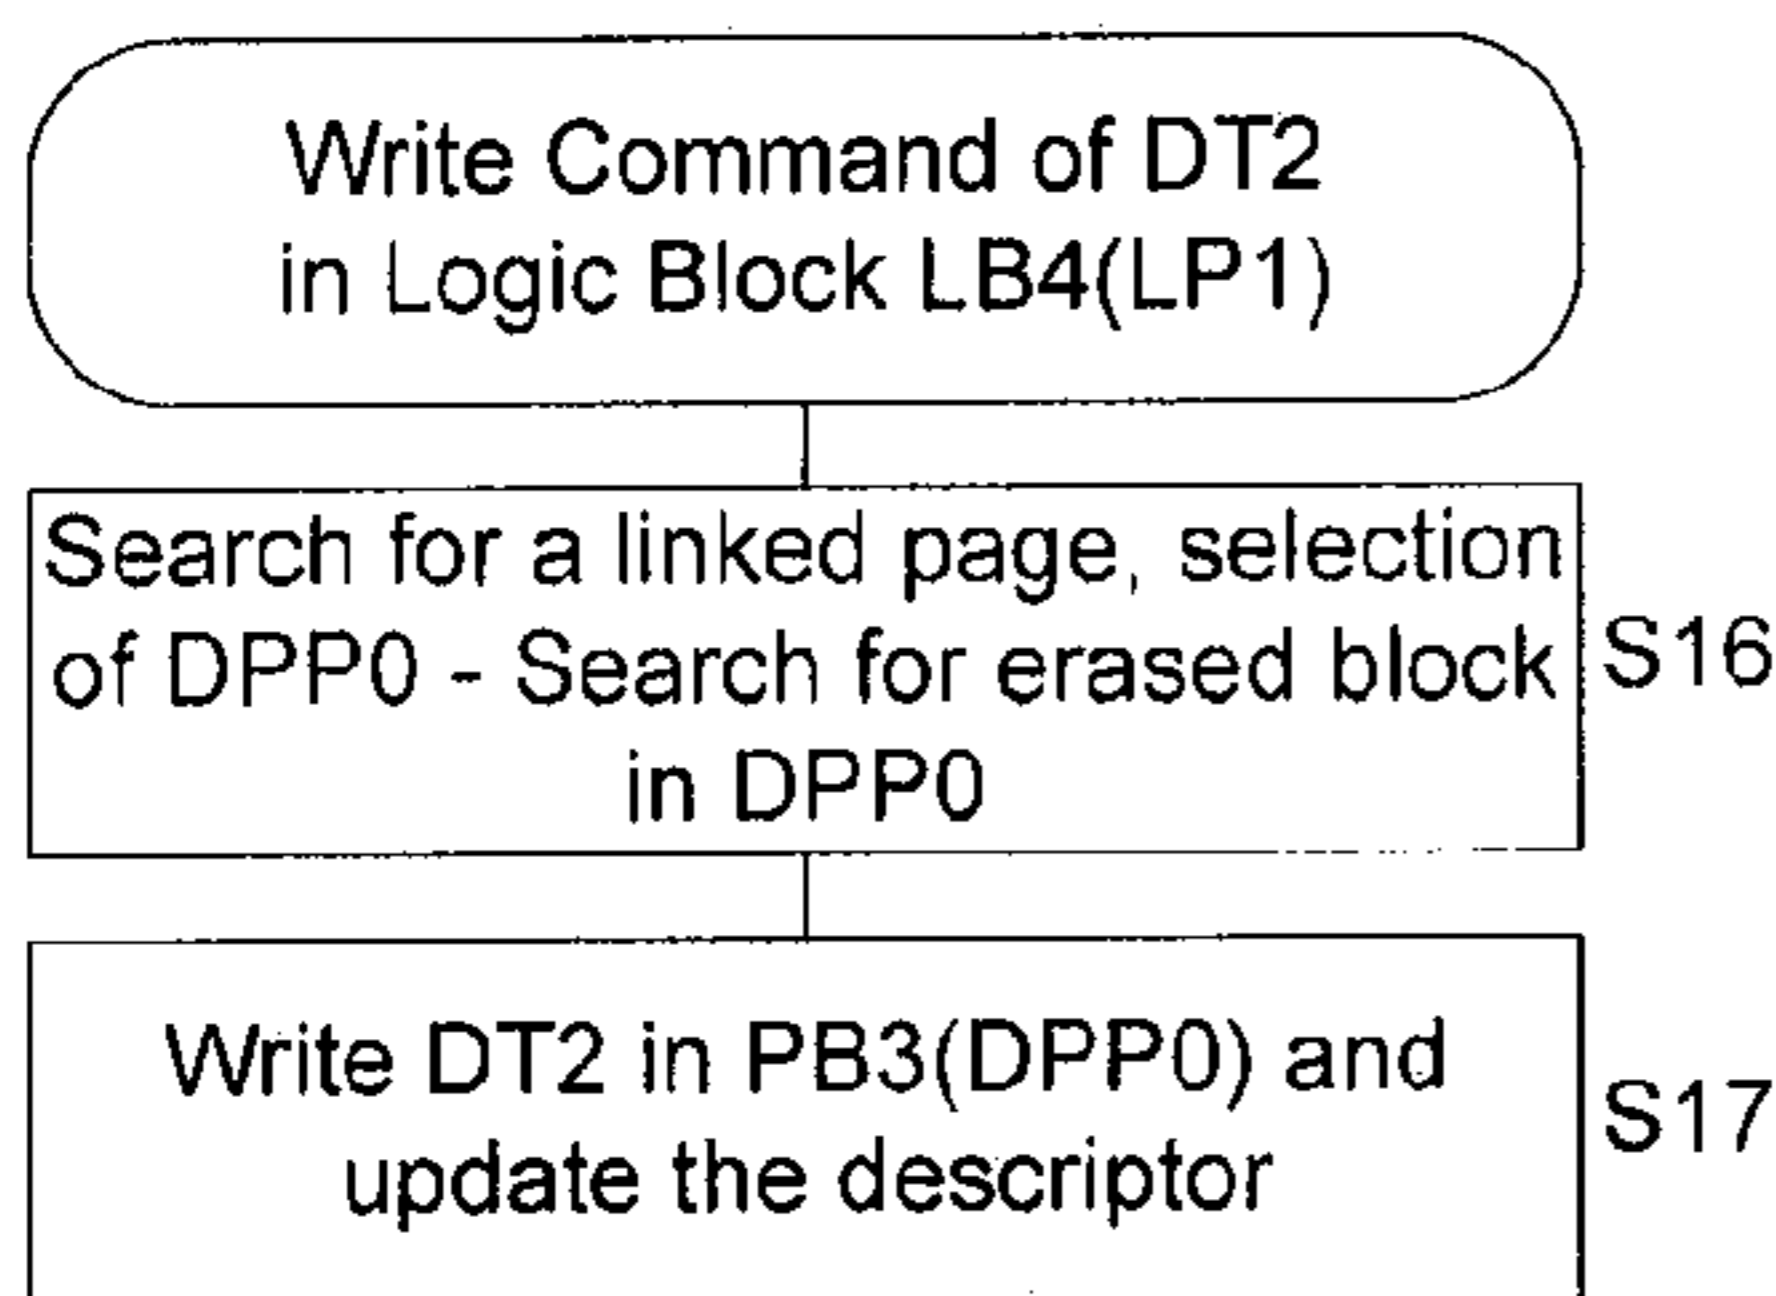 Write Command of DT2
in Logic Block LB4(LP1)
Search for a linked page, selection
of DPP0 - Search for erased block
in DPP0
S16
Write DT2 in PB3(DPP0) and
update the descriptor
S17